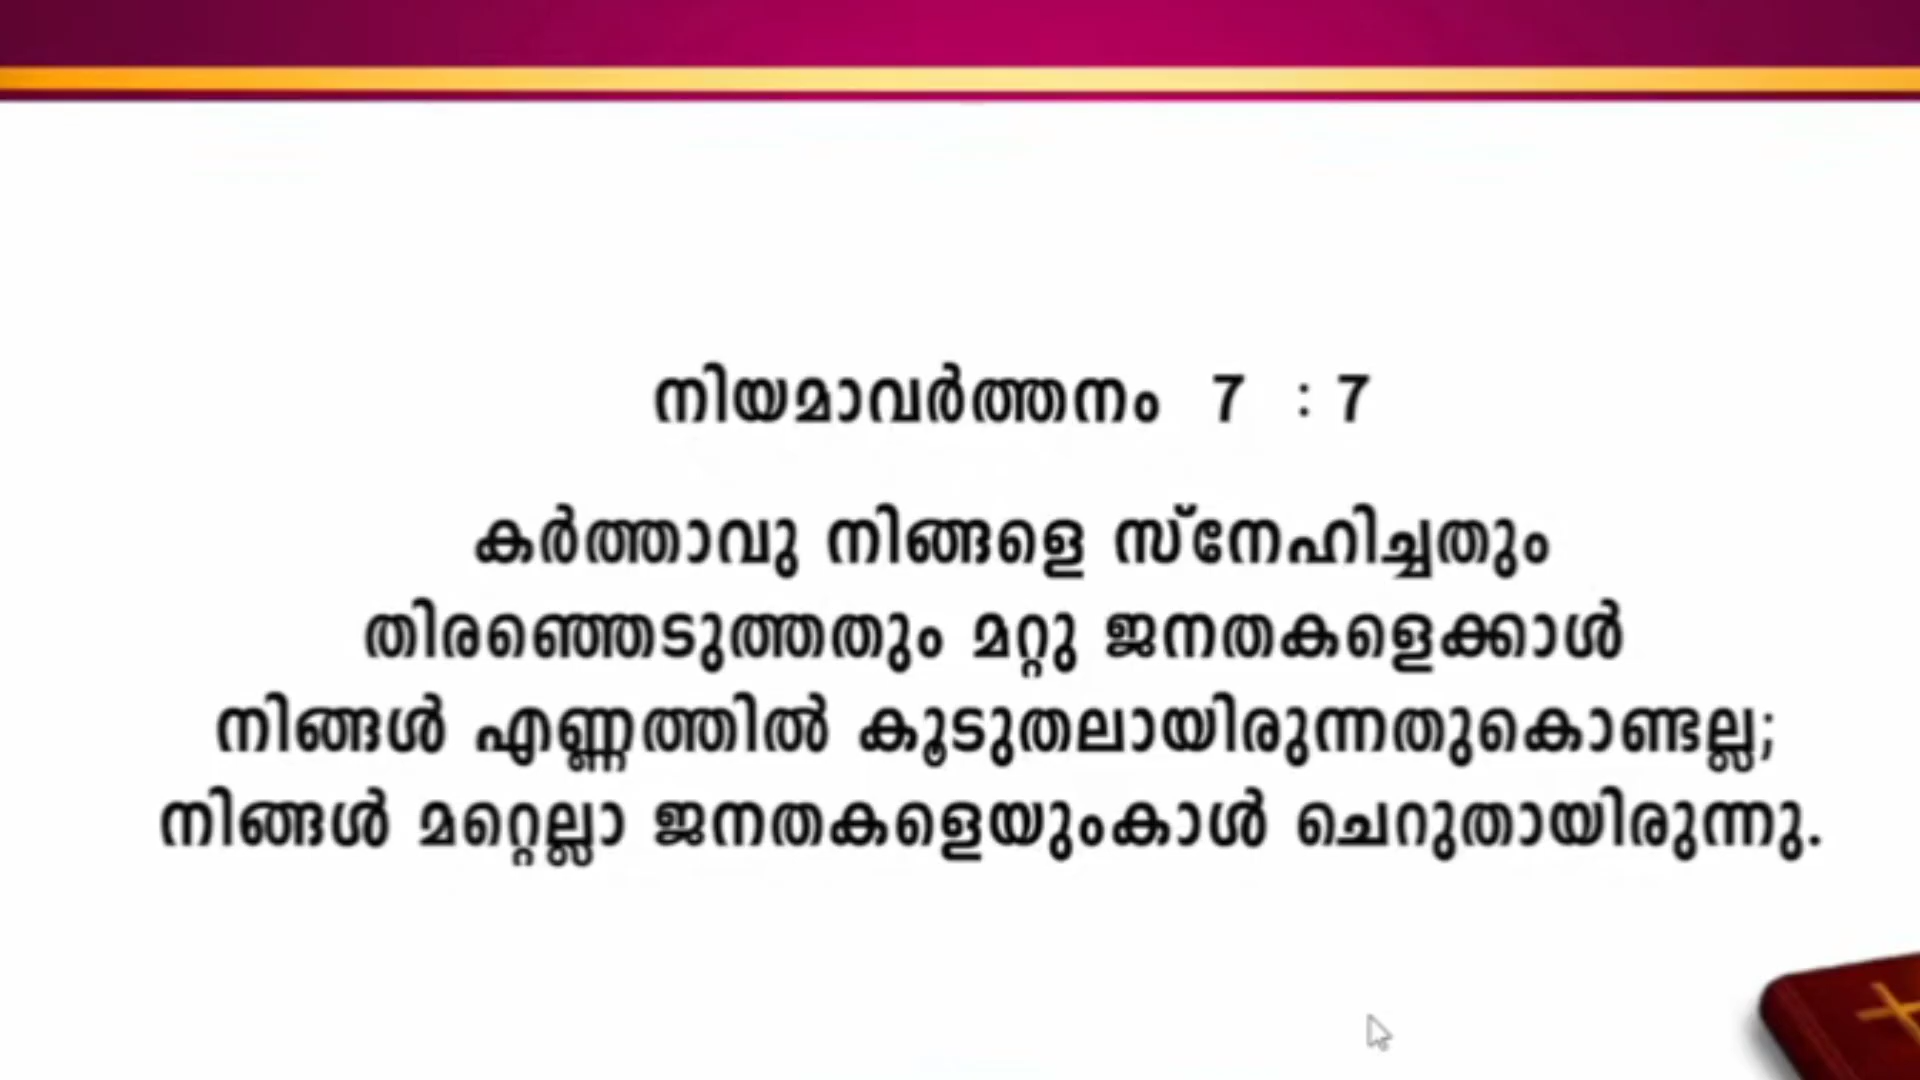 നിയമാവർത്തനം 7 : 7
കർത്താവു നിങ്ങളെ സ്നേഹിച്ചതും
തിരഞ്ഞെടുത്തതും മറ്റു ജനതകളെക്കാൾ
നിങ്ങൾ എണ്ണത്തിൽ കൂടുതലായിരുന്നതുകൊണ്ടല്ല;
നിങ്ങൾ മറ്റെല്ലാ ജനതകളെയുംകാൾ ചെറുതായിരുന്നു.